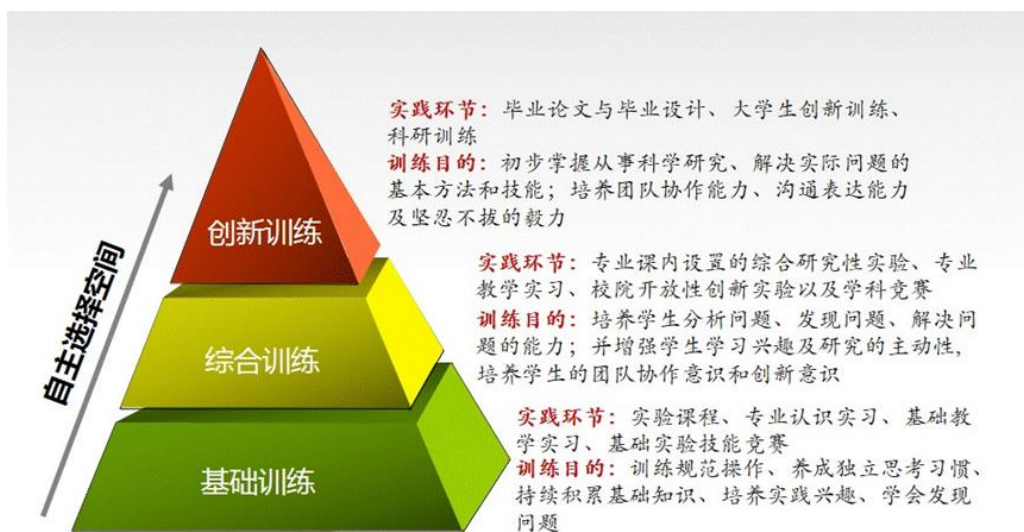 实践环节：毕业论文与毕业设计、大学生创新训练、
科研训练
训练目的：初步掌握从事科学研究、解决实际问题的
基本方法和技能；培养团队协作能力、沟通表达能力
及坚忍不拔的毅力
创新训练
自主选择空间
实践环节：专业课内设置的综合研究性实验、专业
教学实习、校院开放性创新实验以及学科竞赛
训练目的：培养学生分析问题、发现问题、解决问
题的能力；并增强学生学习兴趣及研究的主动性，
培养学生的团队协作意识和创新意识
综合训练
实践环节：实验课程、专业认识实习、基础教
学实习、基础实验技能竞赛
训练目的：训练规范操作、养成独立思考习惯、
持续积累基础知识、培养实践兴趣、学会发现
问题
基础训练